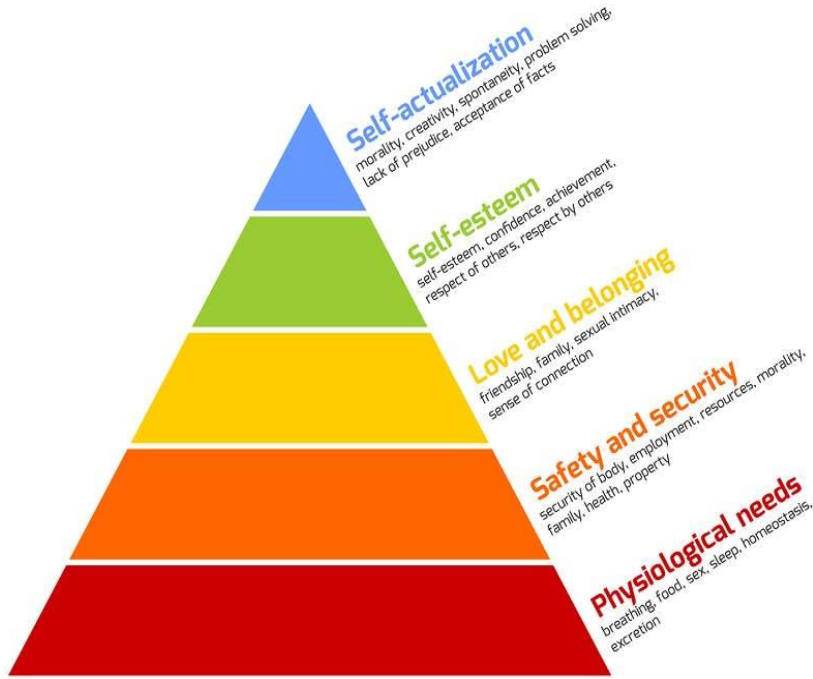 Self-actualization
morality, creativity, spontaneity, problem solving,
lack of prejudice, acceptance of facts
Self-esteem
self-esteem, confidence, achievement,
respect of others, respect by others
Love and belonging
friendship, family, sexual intimacy,
sense of connection
Safety and security
security of body, employment, resources, morality,
family, health, property
Physiological needs
breathing, food, sex, sleep, homeostasis,
excretion